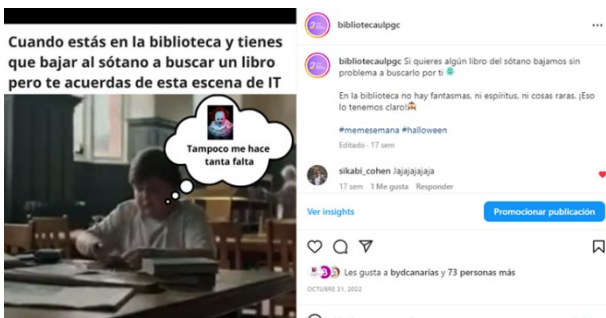 Cuando estás en la biblioteca y tienes
que bajar al sótano a buscar un libro
pero te acuerdas de esta escena de IT
Tampoco me hace
tanta falta
bibliotecaulpgc
bibliotecaulpgc Si quieres algún libro del sótano bajamos sin
problema a buscarlo por ti
En la biblioteca no hay fantasmas, ni espíritus, ni cosas raras. ¡Eso
lo tenemos claro!
#memesemana #halloween
Editado · 17 sem
sikabi_cohen Jajajajajaja
17 sem 1 Me gusta Responder
Ver insights
Promocionar publicación
Les gusta a bydcanarias y 73 personas más
OCTUBRE 31, 2022